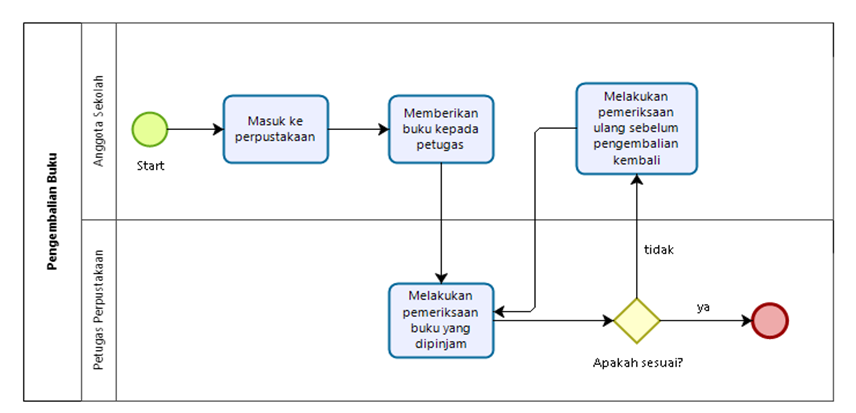 Pengembalian Buku
Anggota Sekolah
Start
Masuk ke
perpustakaan
Memberikan
buku kepada
petugas
Melakukan
pemeriksaan
ulang sebelum
pengembalian
kembali
Petugas Perpustakaan
Melakukan
pemeriksaan
buku yang
dipinjam
Apakah sesuai?
tidak
ya